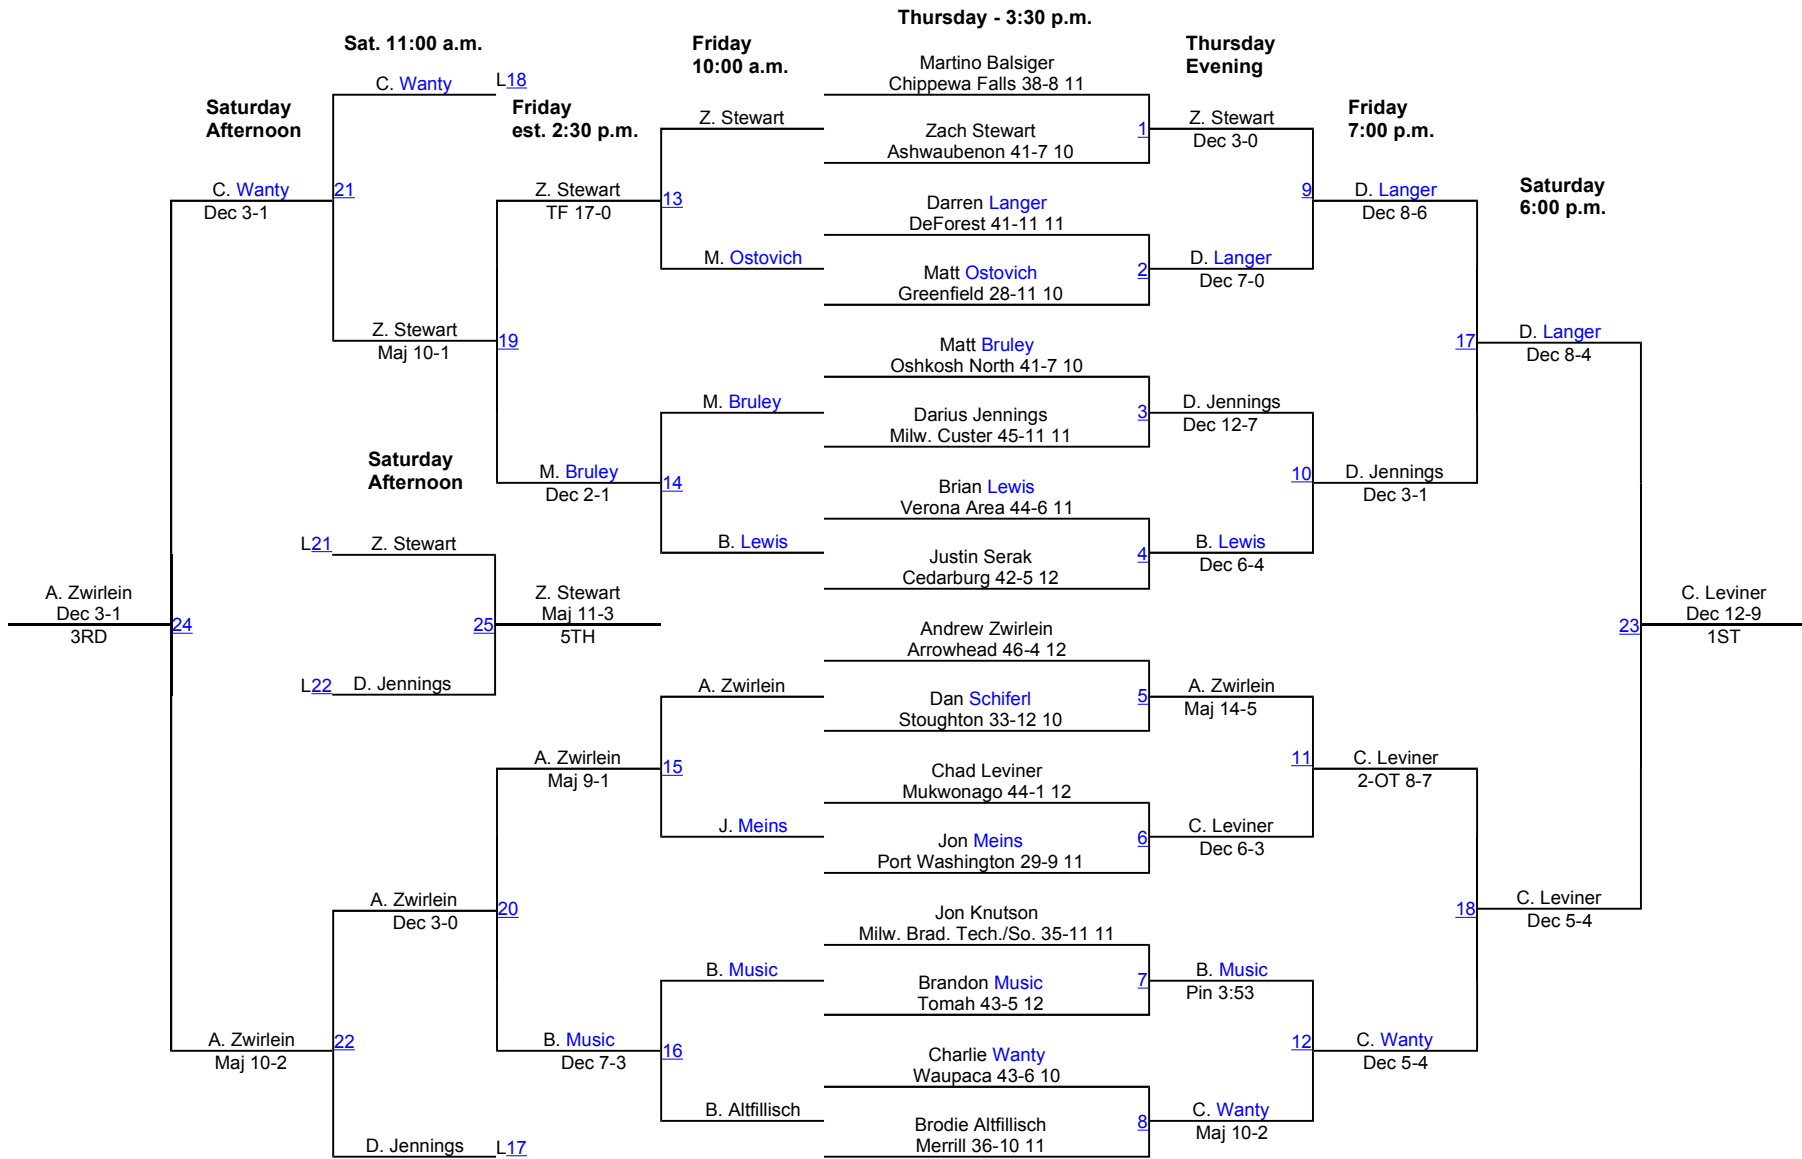 Thursday - 3:30 p.m.
Sat. 11:00 a.m.
Friday
10:00 a.m.
Thursday
Evening
Saturday
Afternoon
Friday
est. 2:30 p.m.
Friday
7:00 p.m.
Saturday
6:00 p.m.
Saturday
Afternoon
Martino Balsiger
Chippewa Falls 38-8 11
Zach Stewart
Ashwaubenon 41-7 10
1
Darren Langer
DeForest 41-11 11
Matt Ostovich
Greenfield 28-11 10
2
Matt Bruley
Oshkosh North 41-7 10
Darius Jennings
Milw. Custer 45-11 11
3
Brian Lewis
Verona Area 44-6 11
Justin Serak
Cedarburg 42-5 12
4
Andrew Zwirlein
Arrowhead 46-4 12
Dan Schiferl
Stoughton 33-12 10
5
Chad Leviner
Mukwonago 44-1 12
Jon Meins
Port Washington 29-9 11
6
Jon Knutson
Milw. Brad. Tech./So. 35-11 11
Brandon Music
Tomah 43-5 12
7
Charlie Wanty
Waupaca 43-6 10
Brodie Altfillisch
Merrill 36-10 11
8
Z. Stewart
Dec 3-0
9
D. Langer
Dec 7-0
D. Jennings
Dec 12-7
10
B. Lewis
Dec 6-4
A. Zwirlein
Maj 14-5
11
C. Leviner
Dec 6-3
B. Music
Pin 3:53
12
C. Wanty
Maj 10-2
D. Langer
Dec 8-6
17
D. Jennings
Dec 3-1
C. Leviner
2-OT 8-7
18
C. Wanty
Dec 5-4
D. Langer
Dec 8-4
23
C. Leviner
Dec 5-4
C. Leviner
Dec 12-9
1ST
Z. Stewart
13
M. Ostovich
M. Bruley
14
B. Lewis
A. Zwirlein
15
J. Meins
B. Music
16
B. Altfillisch
Z. Stewart
TF 17-0
19
M. Bruley
Dec 2-1
A. Zwirlein
Maj 9-1
20
B. Music
Dec 7-3
C. Wanty
L18
21
Z. Stewart
Maj 10-1
A. Zwirlein
Dec 3-0
22
D. Jennings
L17
C. Wanty
Dec 3-1
24
A. Zwirlein
Maj 10-2
A. Zwirlein
Dec 3-1
3RD
L21
Z. Stewart
25
L22
D. Jennings
Z. Stewart
Maj 11-3
5TH